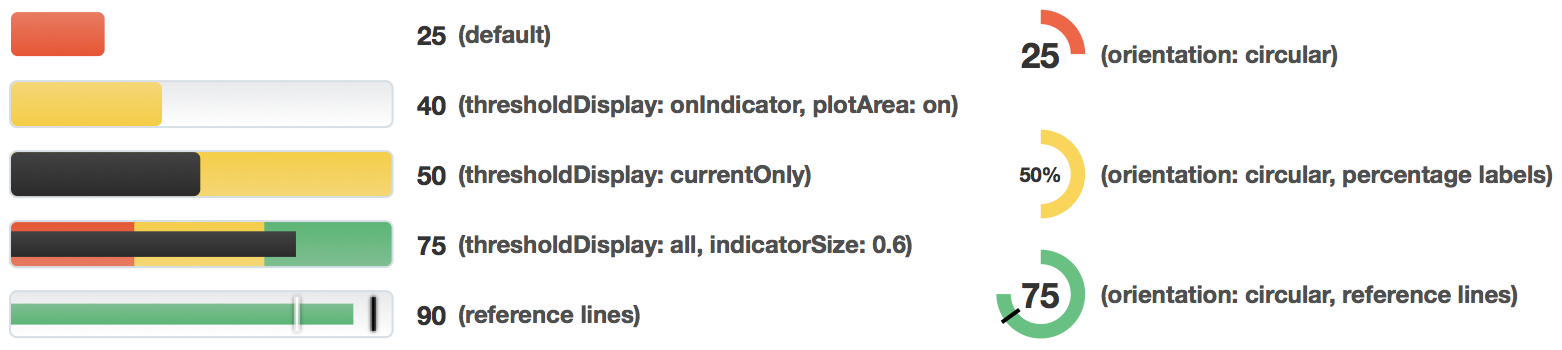 25 (default)
40 (thresholdDisplay: onIndicator, plotArea: on)
50 (thresholdDisplay: currentOnly)
75 (thresholdDisplay: all, indicatorSize: 0.6)
90 (reference lines)
25 (orientation: circular)
50% (orientation: circular, percentage labels)
75 (orientation: circular, reference lines)